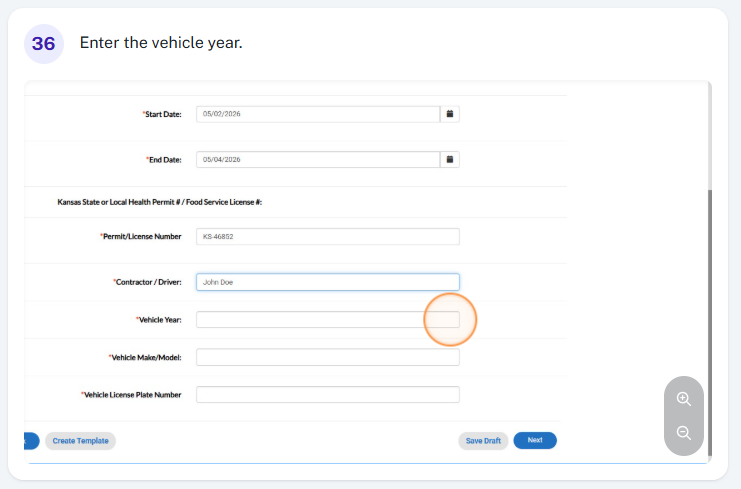 36 Enter the vehicle year.
*Start Date: 05/02/2026
*End Date: 05/04/2026
Kansas State or Local Health Permit # / Food Service License #:
*Permit/License Number KS-46852
*Contractor / Driver: John Doe
*Vehicle Year:
*Vehicle Make/Model:
*Vehicle License Plate Number
Create Template Save Draft Next